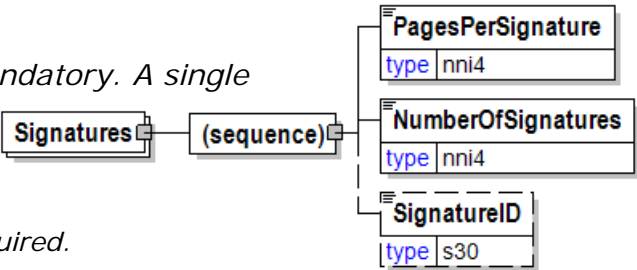 PagesPerSignature
type nni4
ndatory. A single
Signatures
(sequence)
NumberOfSignatures
type nni4
SignatureID
type s30
uired.